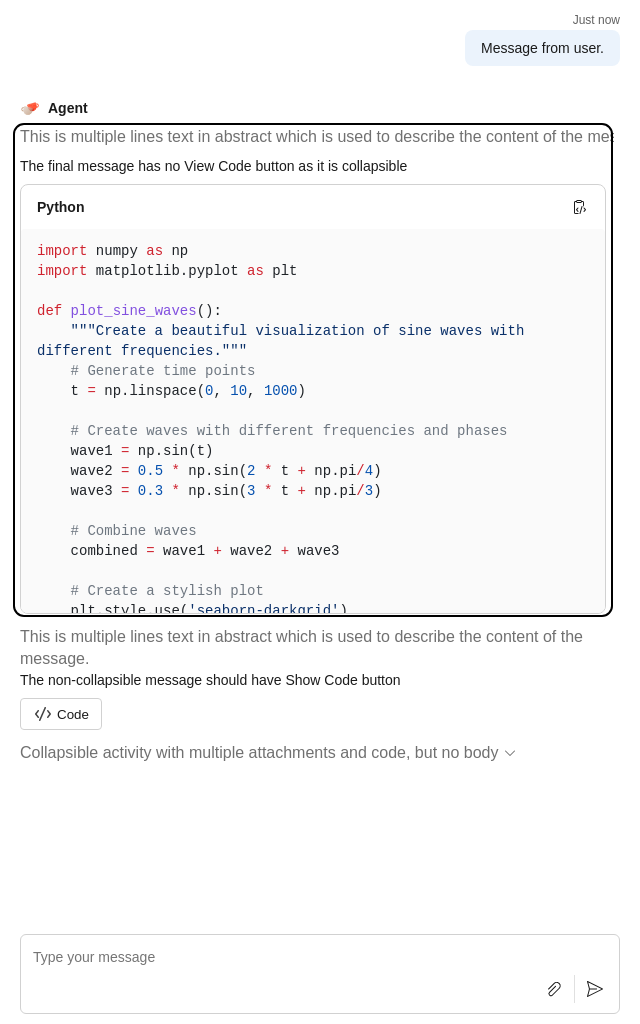 Just now
Message from user.
Agent
This is multiple lines text in abstract which is used to describe the content of the
The final message has no View Code button as it is collapsible
Python
import numpy as np
import matplotlib.pyplot as plt
def plot_sine_waves():
    """Create a beautiful visualization of sine waves with
different frequencies."""
    # Generate time points
    t = np.linspace(0, 10, 1000)
    # Create waves with different frequencies and phases
    wave1 = np.sin(t)
    wave2 = 0.5 * np.sin(2 * t + np.pi/4)
    wave3 = 0.3 * np.sin(3 * t + np.pi/3)
    # Combine waves
    combined = wave1 + wave2 + wave3
    # Create a stylish plot
    plt.style.use('seaborn-darkgrid')
This is multiple lines text in abstract which is used to describe the content of the
message.
The non-collapsible message should have Show Code button
Code
Collapsible activity with multiple attachments and code, but no body
Type your message